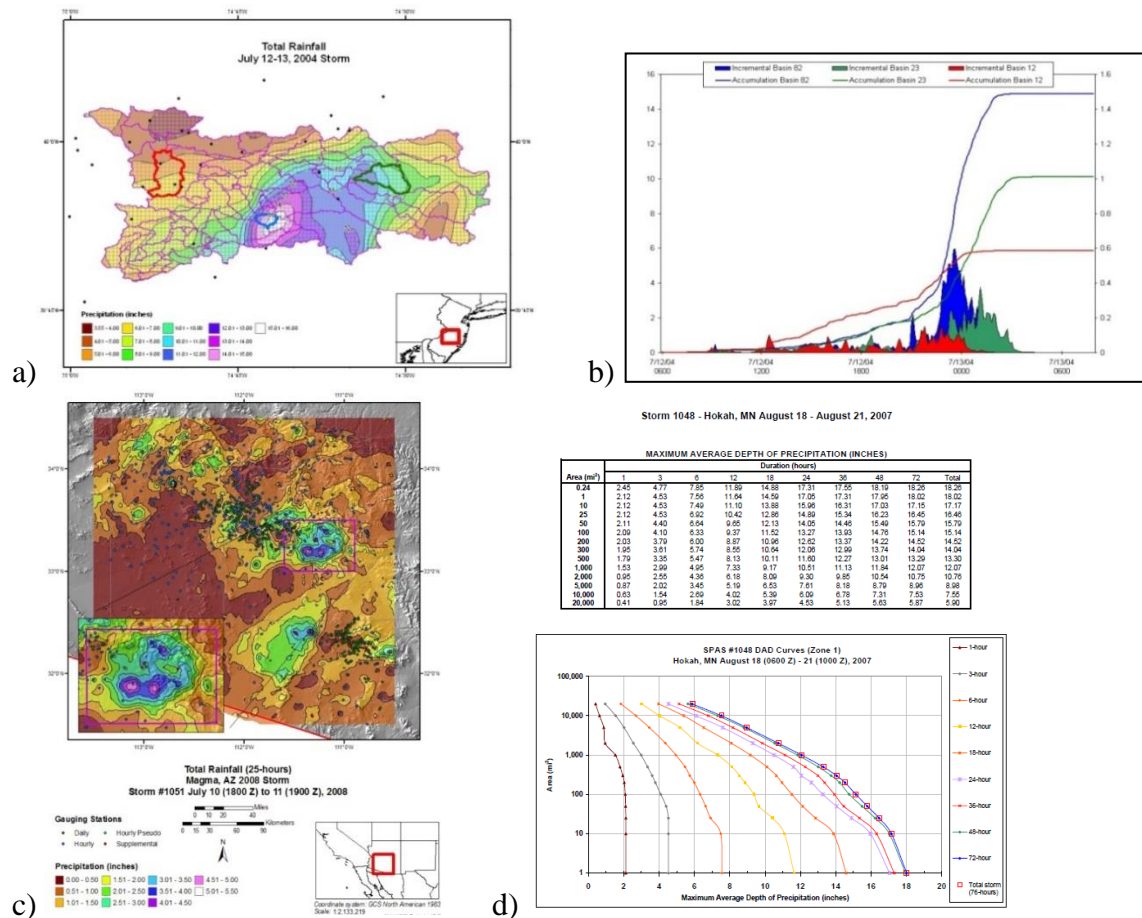 Total Rainfall
July 12-13, 2004 Storm
Precipitation (inches)
a)
Incremental Basin 82 Incremental Basin 23 Incremental Basin 12
Accumulation Basin 82 Accumulation Basin 23 Accumulation Basin 12
16 1.6
14 1.4
12 1.2
10 1
8 0.8
6 0.6
4 0.4
2 0.2
0 0
7/12/04 7/12/04 7/12/04 7/13/04 7/13/04
0600 1200 1800 0000 0600
b)
Total Rainfall (25-hours)
Magma, AZ 2008 Storm
Storm #1051 July 10 (1800 Z) to 11 (1900 Z), 2008
Miles
Kilometers
Gauging Stations
Daily Hourly Pseudo
Hourly Supplemental
N
Precipitation (inches)
0.00 - 0.50 1.51 - 2.00 3.01 - 3.50 4.51 - 5.00
0.51 - 1.00 2.01 - 2.50 3.51 - 4.00 5.01 - 5.50
1.01 - 1.50 2.51 - 3.00 4.01 - 4.50
Coordinate system: GCS North American 1983
Scale: 1:2,133,219
c)
Storm 1048 - Hokah, MN August 18 - August 21, 2007
MAXIMUM AVERAGE DEPTH OF PRECIPITATION (INCHES)
Duration (hours)
Area (mi²) 1 3 6 12 18 24 36 48 72 Total
0.24 2.45 4.77 7.85 11.89 14.88 17.31 17.55 18.19 18.26 18.26
1 2.12 4.53 7.56 11.64 14.59 17.05 17.31 17.95 18.02 18.02
10 2.12 4.53 7.49 11.10 13.88 15.96 16.31 17.03 17.15 17.17
25 2.12 4.53 6.92 10.42 12.86 14.89 15.34 16.23 16.45 16.46
50 2.11 4.40 6.64 9.65 12.13 14.05 14.46 15.49 15.79 15.79
100 2.09 4.10 6.33 9.37 11.52 13.27 13.93 14.76 15.14 15.14
200 2.03 3.79 6.00 8.87 10.96 12.62 13.37 14.22 14.52 14.52
300 1.95 3.61 5.74 8.55 10.64 12.06 12.99 13.74 14.04 14.04
500 1.79 3.35 5.47 8.13 10.11 11.60 12.27 13.01 13.29 13.30
1,000 1.53 2.99 4.95 7.33 9.17 10.51 11.13 11.84 12.07 12.07
2,000 0.95 2.55 4.36 6.18 8.09 9.30 9.85 10.54 10.75 10.76
5,000 0.87 2.02 3.45 5.19 6.53 7.61 8.18 8.79 8.96 8.98
10,000 0.63 1.54 2.69 4.02 5.39 6.09 6.78 7.31 7.53 7.55
20,000 0.41 0.95 1.84 3.02 3.97 4.53 5.13 5.63 5.87 5.90
SPAS #1048 DAD Curves (Zone 1)
Hokah, MN August 18 (0600 Z) - 21 (1000 Z), 2007
100,000
10,000
1,000
100
10
1
Area (mi²)
0 2 4 6 8 10 12 14 16 18 20
Maximum Average Depth of Precipitation (inches)
1-hour
3-hour
6-hour
12-hour
18-hour
24-hour
36-hour
48-hour
72-hour
Total storm
(76-hours)
d)